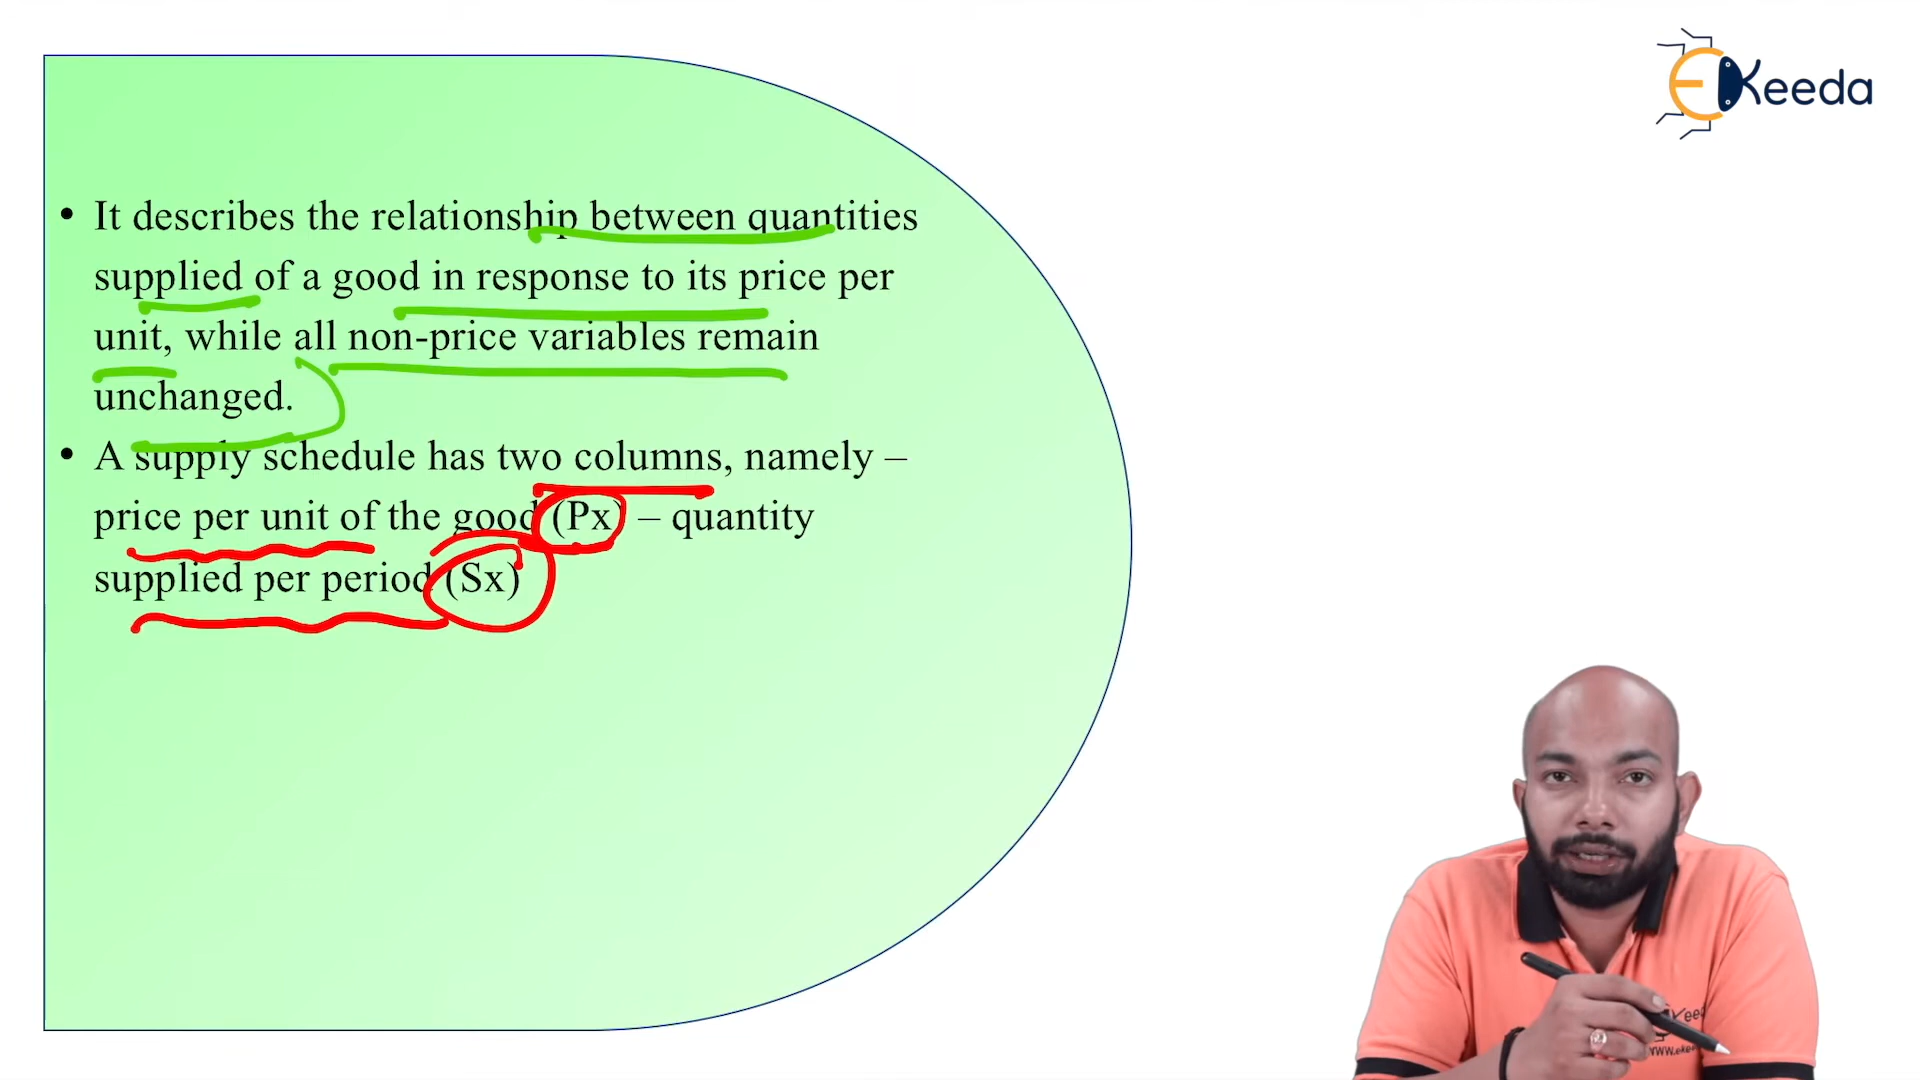 EKeeda
• It describes the relationship between quantities
supplied of a good in response to its price per
unit, while all non-price variables remain
unchanged.
• A supply schedule has two columns, namely –
price per unit of the good (Px) – quantity
supplied per period (Sx)